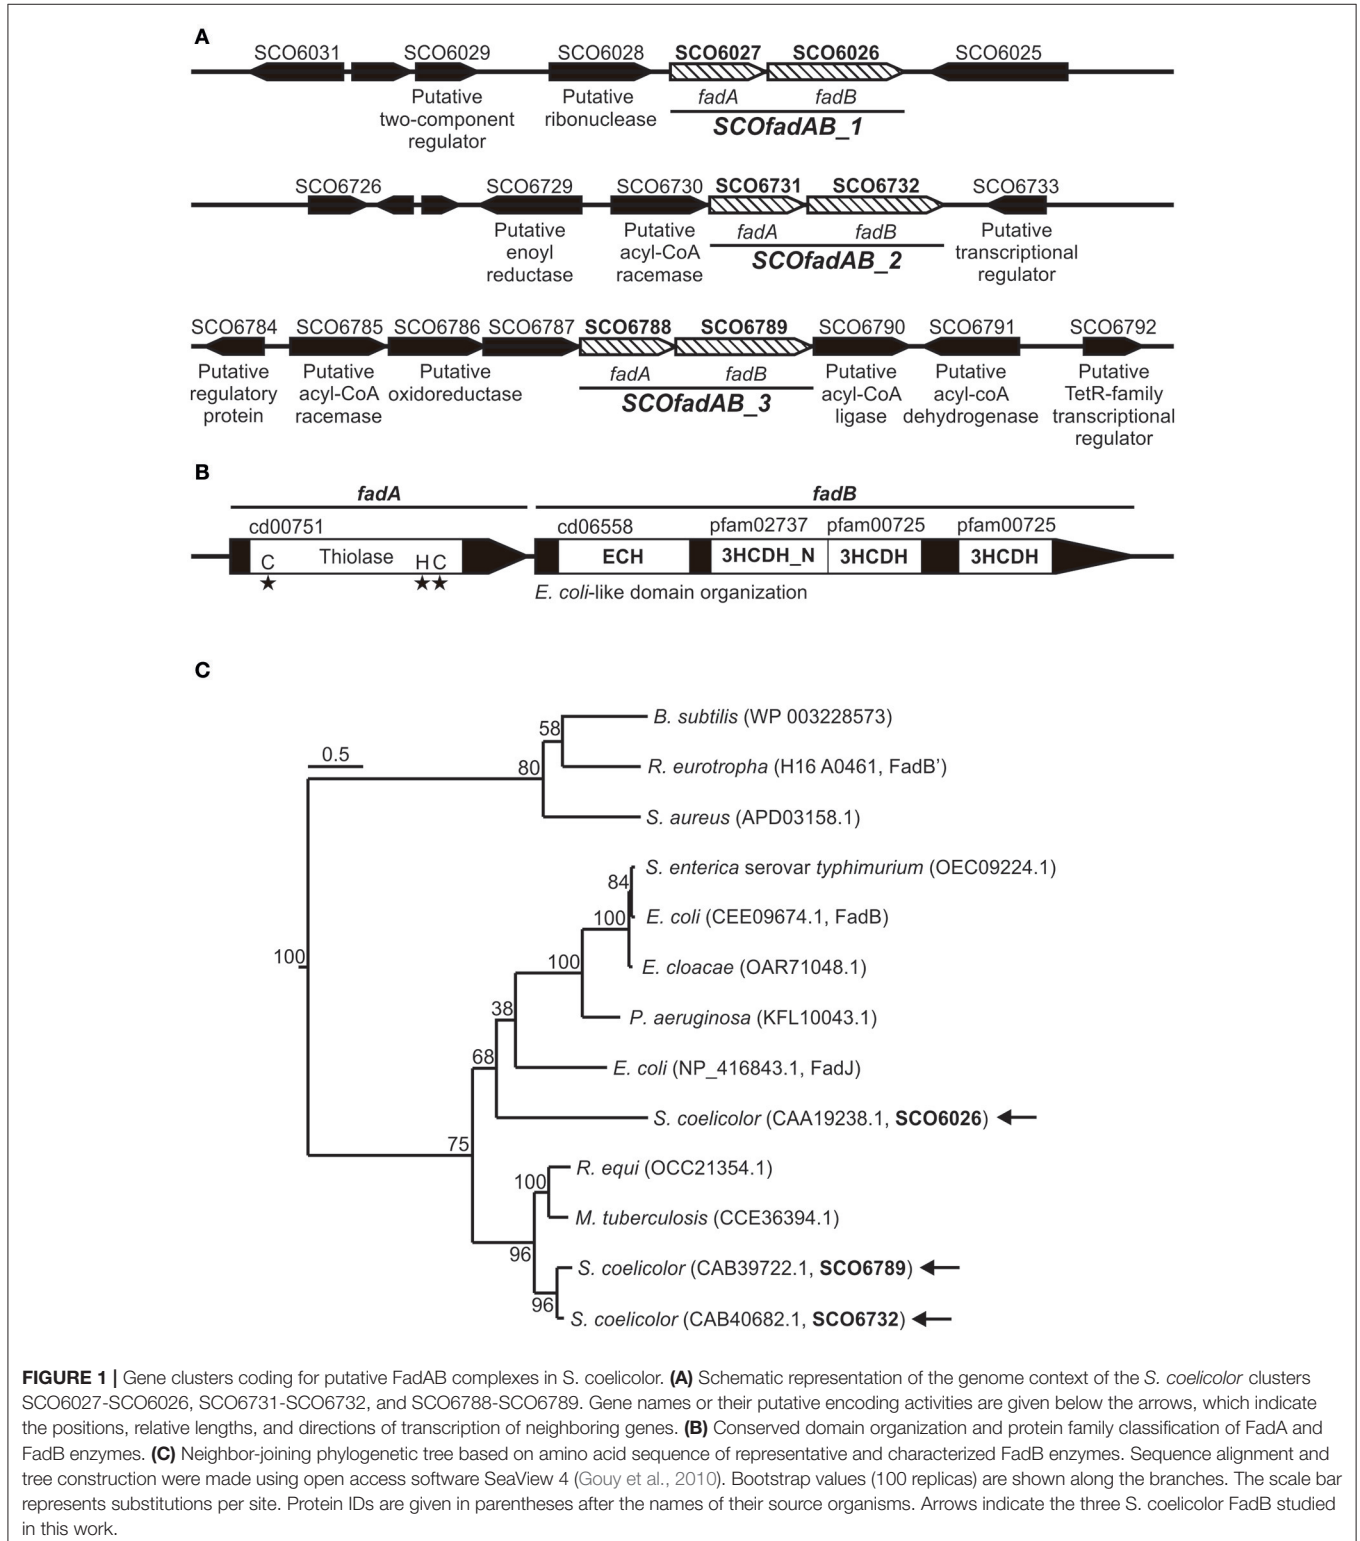 A
SCO6031 SCO6029 SCO6028 SCO6027 SCO6026 SCO6025
Putative Putative fadA fadB
two-component ribonuclease SCOfadAB_1
regulator
SCO6726 SCO6729 SCO6730 SCO6731 SCO6732 SCO6733
Putative Putative fadA fadB Putative
enoyl acyl-CoA SCOfadAB_2 transcriptional
reductase racemase regulator
SCO6784 SCO6785 SCO6786 SCO6787 SCO6788 SCO6789 SCO6790 SCO6791 SCO6792
Putative Putative Putative fadA fadB Putative Putative Putative
regulatory acyl-CoA oxidoreductase SCOfadAB_3 acyl-CoA acyl-coA TetR-family
protein racemase ligase dehydrogenase transcriptional
regulator
B
fadA fadB
cd00751 cd06558 pfam02737 pfam00725 pfam00725
C Thiolase H C ECH 3HCDH_N 3HCDH 3HCDH
★ ★★
E. coli-like domain organization
C
B. subtilis (WP 003228573)
58
0.5
R. eurotropha (H16 A0461, FadB’)
80
S. aureus (APD03158.1)
S. enterica serovar typhimurium (OEC09224.1)
84
E. coli (CEE09674.1, FadB)
100
E. cloacae (OAR71048.1)
100
100
P. aeruginosa (KFL10043.1)
38
E. coli (NP_416843.1, FadJ)
68
S. coelicolor (CAA19238.1, SCO6026)
75
R. equi (OCC21354.1)
100
M. tuberculosis (CCE36394.1)
96
S. coelicolor (CAB39722.1, SCO6789)
96
S. coelicolor (CAB40682.1, SCO6732)
FIGURE 1 | Gene clusters coding for putative FadAB complexes in S. coelicolor. (A) Schematic representation of the genome context of the S. coelicolor clusters
SCO6027-SCO6026, SCO6731-SCO6732, and SCO6788-SCO6789. Gene names or their putative encoding activities are given below the arrows, which indicate
the positions, relative lengths, and directions of transcription of neighboring genes. (B) Conserved domain organization and protein family classification of FadA and
FadB enzymes. (C) Neighbor-joining phylogenetic tree based on amino acid sequence of representative and characterized FadB enzymes. Sequence alignment and
tree construction were made using open access software SeaView 4 (Gouy et al., 2010). Bootstrap values (100 replicas) are shown along the branches. The scale bar
represents substitutions per site. Protein IDs are given in parentheses after the names of their source organisms. Arrows indicate the three S. coelicolor FadB studied
in this work.